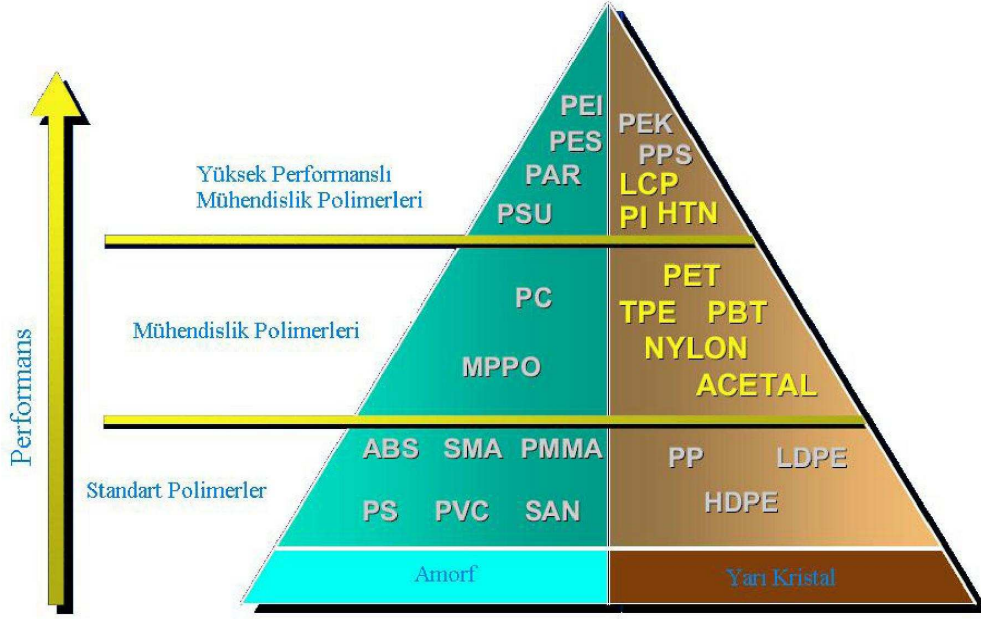 PEI
PEK
PES
PPS
PAR
LCP
PSU
PI HTN
Yüksek Performanslı
Mühendislik Polimerleri
PET
PC
TPE PBT
Mühendislik Polimerleri
NYLON
MPPO
ACETAL
Performans
ABS SMA PMMA
PP LDPE
Standart Polimerler
PS PVC SAN
HDPE
Amorf
Yarı Kristal